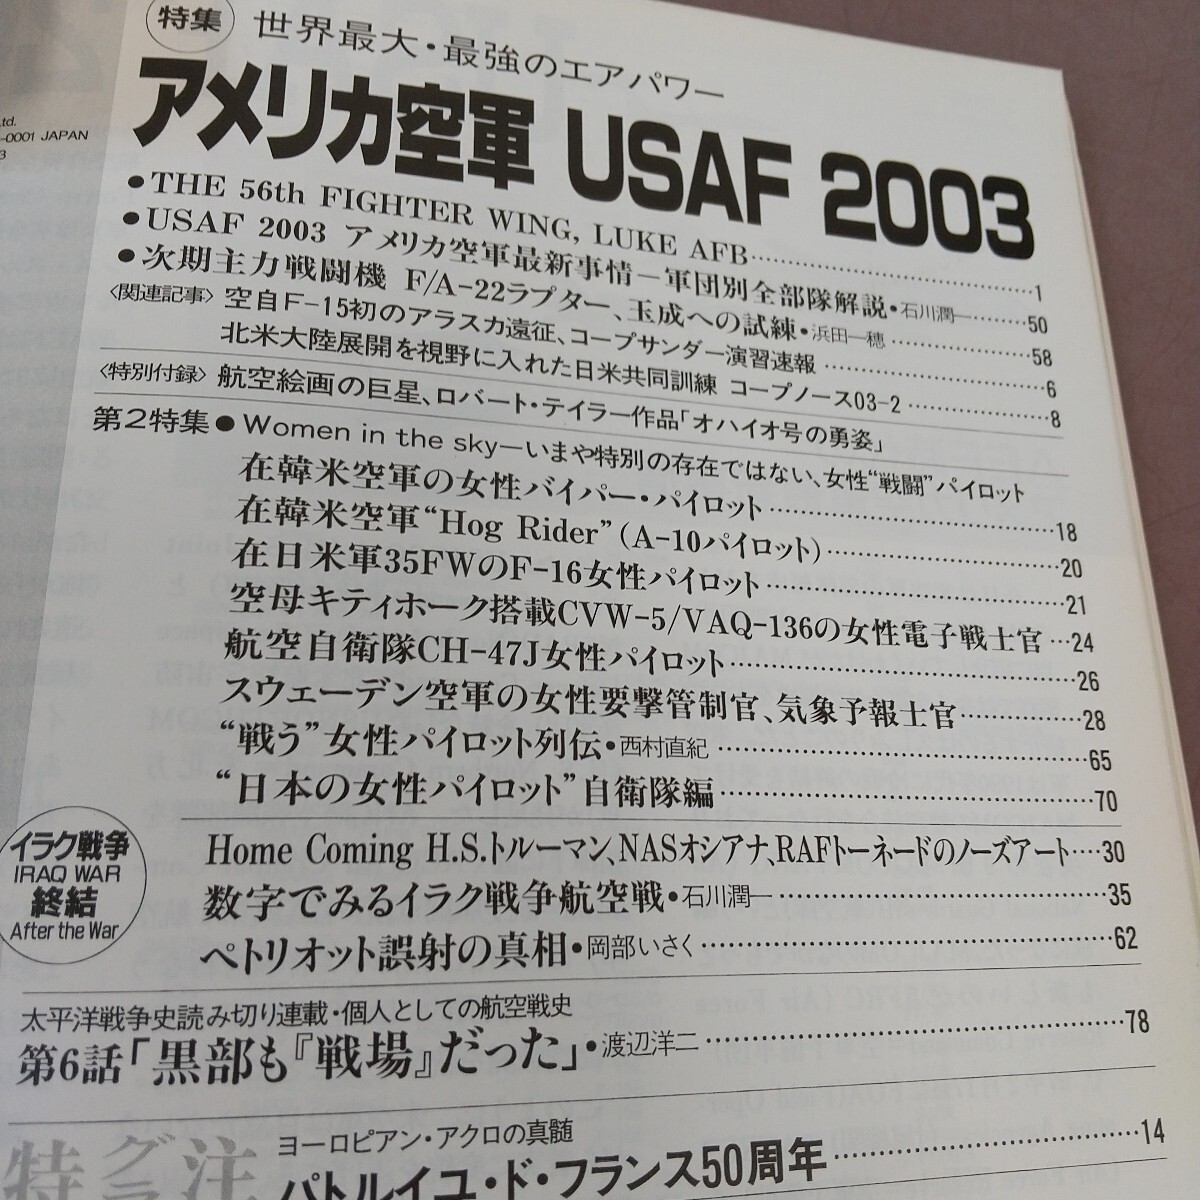 Ltd.
-0001 JAPAN
3
特集 世界最大・最強のエアパワー
アメリカ空軍 USAF 2003
●THE 56th FIGHTER WING, LUKE AFB……………1
●USAF 2003 アメリカ空軍最新事情−軍団別全部隊解説・石川潤一………50
●次期主力戦闘機 F/A-22ラプター、玉成への試練・浜田一穂……………58
〈関連記事〉空自F-15初のアラスカ遠征、コープサンダー演習速報……………6
北米大陸展開を視野に入れた日米共同訓練 コープノース03-2……………8
〈特別付録〉航空絵画の巨星、ロバート・テイラー作品「オハイオ号の勇姿」
第2特集●Women in the sky−いまや特別の存在ではない、女性“戦闘”パイロット
在韓米空軍の女性バイパー・パイロット……………18
在韓米空軍“Hog Rider”(A-10パイロット)……………20
在日米軍35FWのF-16女性パイロット……………21
空母キティホーク搭載CVW-5/VAQ-136の女性電子戦士官…24
航空自衛隊CH-47J女性パイロット……………26
スウェーデン空軍の女性要撃管制官、気象予報士官……………28
“戦う”女性パイロット列伝・西村直紀……………65
“日本の女性パイロット”自衛隊編……………70
イラク戦争
IRAQ WAR
終結
After the War
Home Coming H.S.トルーマン、NASオシアナ、RAFトーネードのノーズアート…30
数字でみるイラク戦争航空戦・石川潤一……………35
ペトリオット誤射の真相・岡部いさく……………62
太平洋戦争史読み切り連載・個人としての航空戦史
第6話「黒部も『戦場』だった」・渡辺洋二……………78
特 グラ 注
ヨーロピアン・アクロの真髄
パトルイユ・ド・フランス50周年……………14